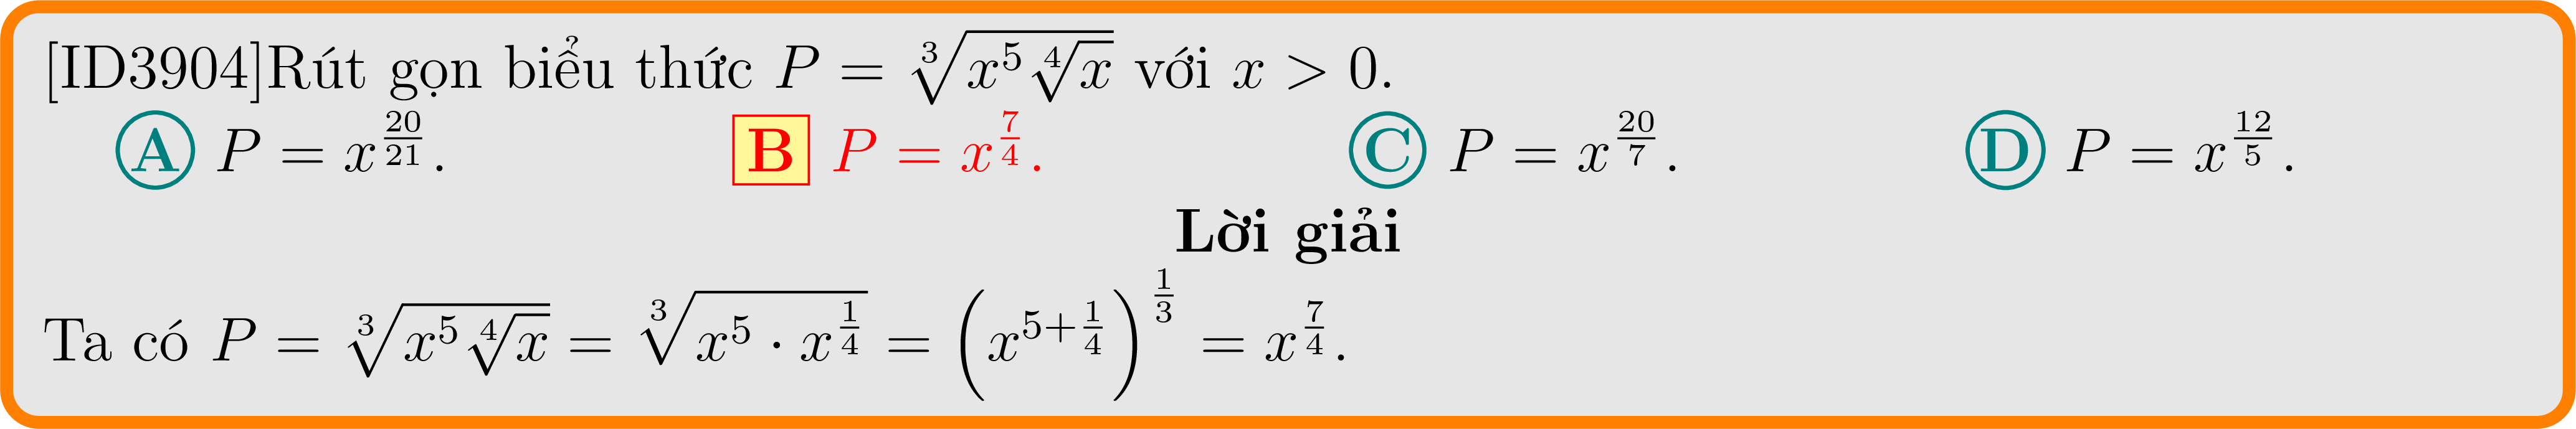 [ID3904]Rút gọn biểu thức $P = \sqrt[3]{x^5\sqrt[4]{x}}$ với $x > 0$.
A $P = x^{\frac{20}{21}}$. B $P = x^{\frac{7}{4}}$. C $P = x^{\frac{20}{7}}$. D $P = x^{\frac{12}{5}}$.
Lời giải
Ta có $P = \sqrt[3]{x^5\sqrt[4]{x}} = \sqrt[3]{x^5 \cdot x^{\frac{1}{4}}} = \left(x^{5+\frac{1}{4}}\right)^{\frac{1}{3}} = x^{\frac{7}{4}}$.